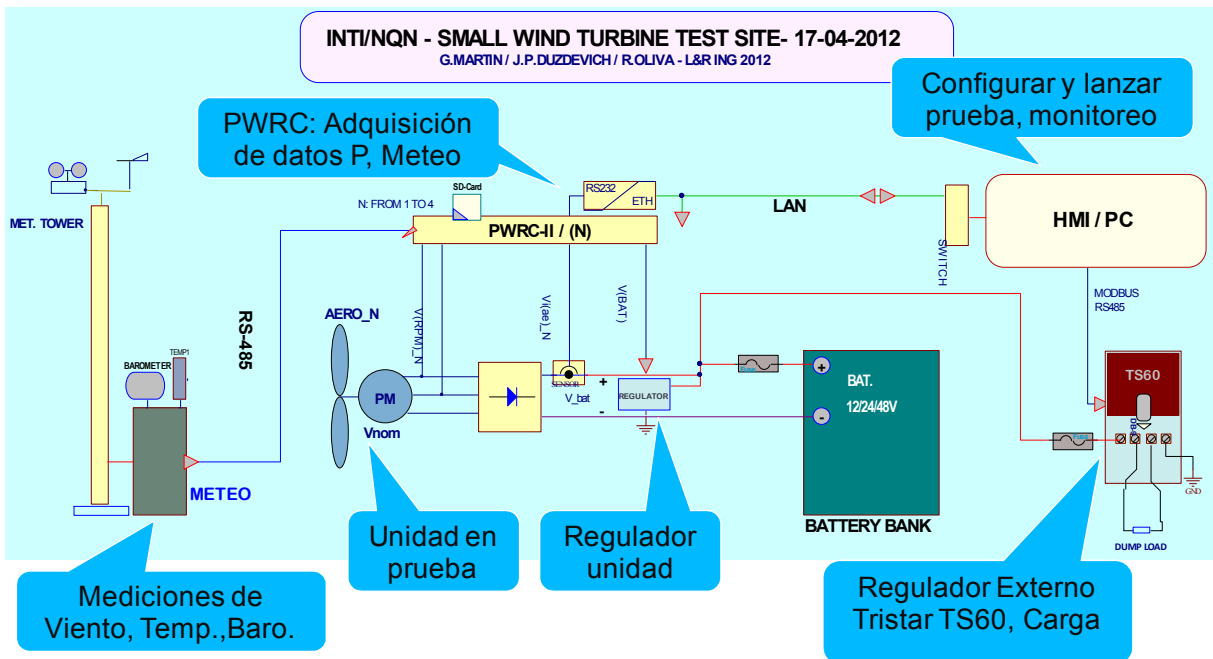 INTI/NQN - SMALL WIND TURBINE TEST SITE- 17-04-2012
G.MARTIN / J.P.DUZDEVICH / R.OLIVA - L&R ING 2012
Configurar y lanzar
prueba, monitoreo
PWRC: Adquisición
de datos P, Meteo
SD-Card
N: FROM 1 TO 4
RS232
ETH
LAN
SWITCH
HMI / PC
PWRC-II / (N)
MET. TOWER
RS-485
AERO_N
V(RPM)_N
Vi(ae)_N
V(BAT)
MODBUS
RS485
BAROMETER
TEMP1
PM
Vnom
SENSOR
V_bat
+
-
REGULATOR
Fuse
+
-
BAT.
12/24/48V
TS60
Fuse
GND
METEO
BATTERY BANK
DUMP LOAD
Unidad en
prueba
Regulador
unidad
Regulador Externo
Tristar TS60, Carga
Mediciones de
Viento, Temp.,Baro.